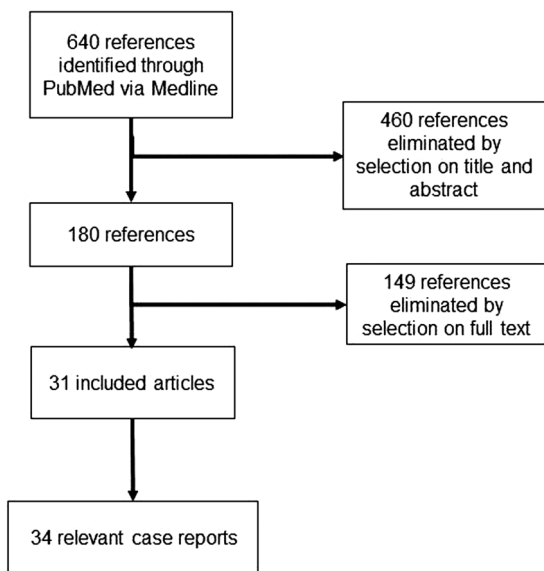 640 references
identified through
PubMed via Medline
460 references
eliminated by
selection on title and
abstract
180 references
149 references
eliminated by
selection on full text
31 included articles
34 relevant case reports